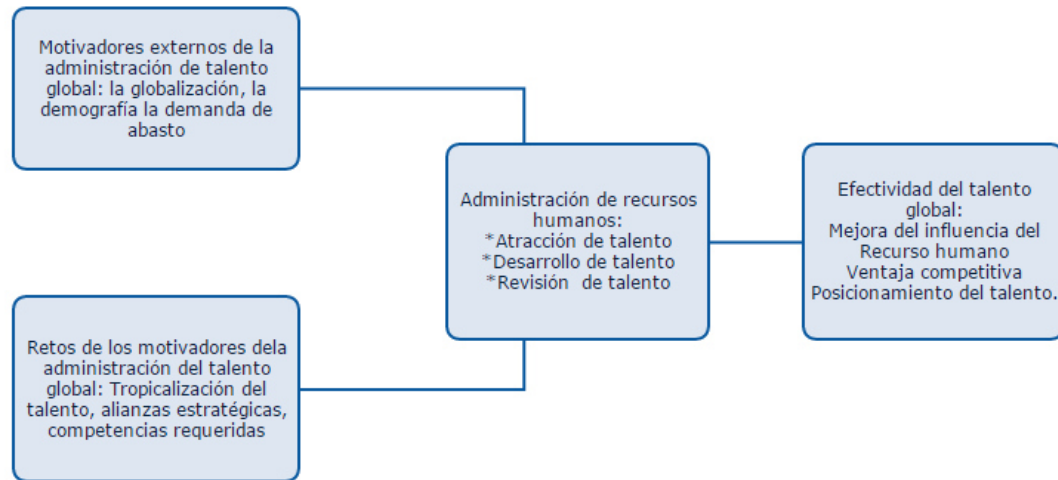 Motivadores externos de la
administración de talento
global: la globalización, la
demografía la demanda de
abasto
Retos de los motivadores dela
administración del talento
global: Tropicalización del
talento, alianzas estratégicas,
competencias requeridas
Administración de recursos
humanos:
*Atracción de talento
*Desarrollo de talento
*Revisión de talento
Efectividad del talento
global:
Mejora del influencia del
Recurso humano
Ventaja competitiva
Posicionamiento del talento.